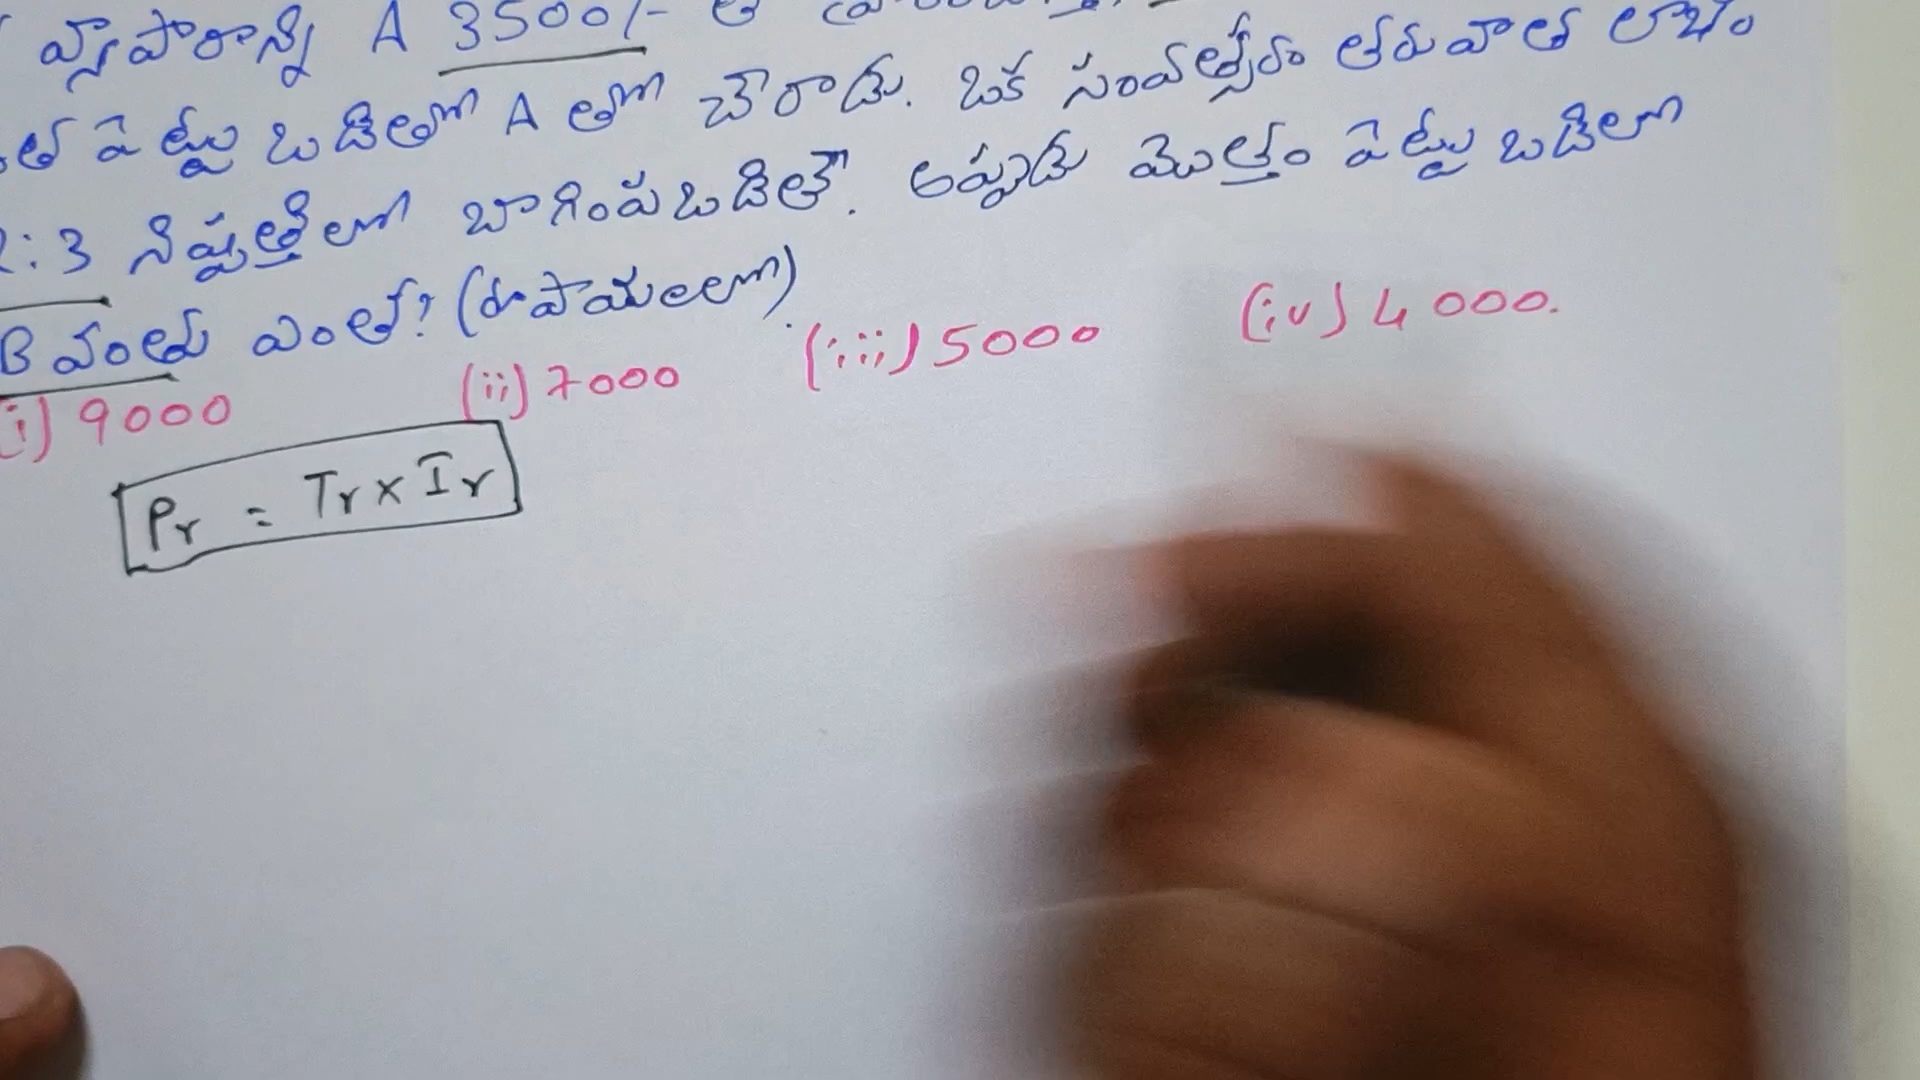 వ్యాపారాన్ని A 3500/- తో
త పెట్టు బడితో A తో చేరాడు. ఒక సంవత్సరం తరువాత లాభం
2:3 నిష్పత్తిలో బాగింపబడితే. అప్పుడు మొత్తం పెట్టు బడిలో
B వంతు ఎంత? (రూపాయలలో)
(i) 9000 (ii) 7000 (iii) 5000 (iv) 4000.
Pr = Tr x Ir